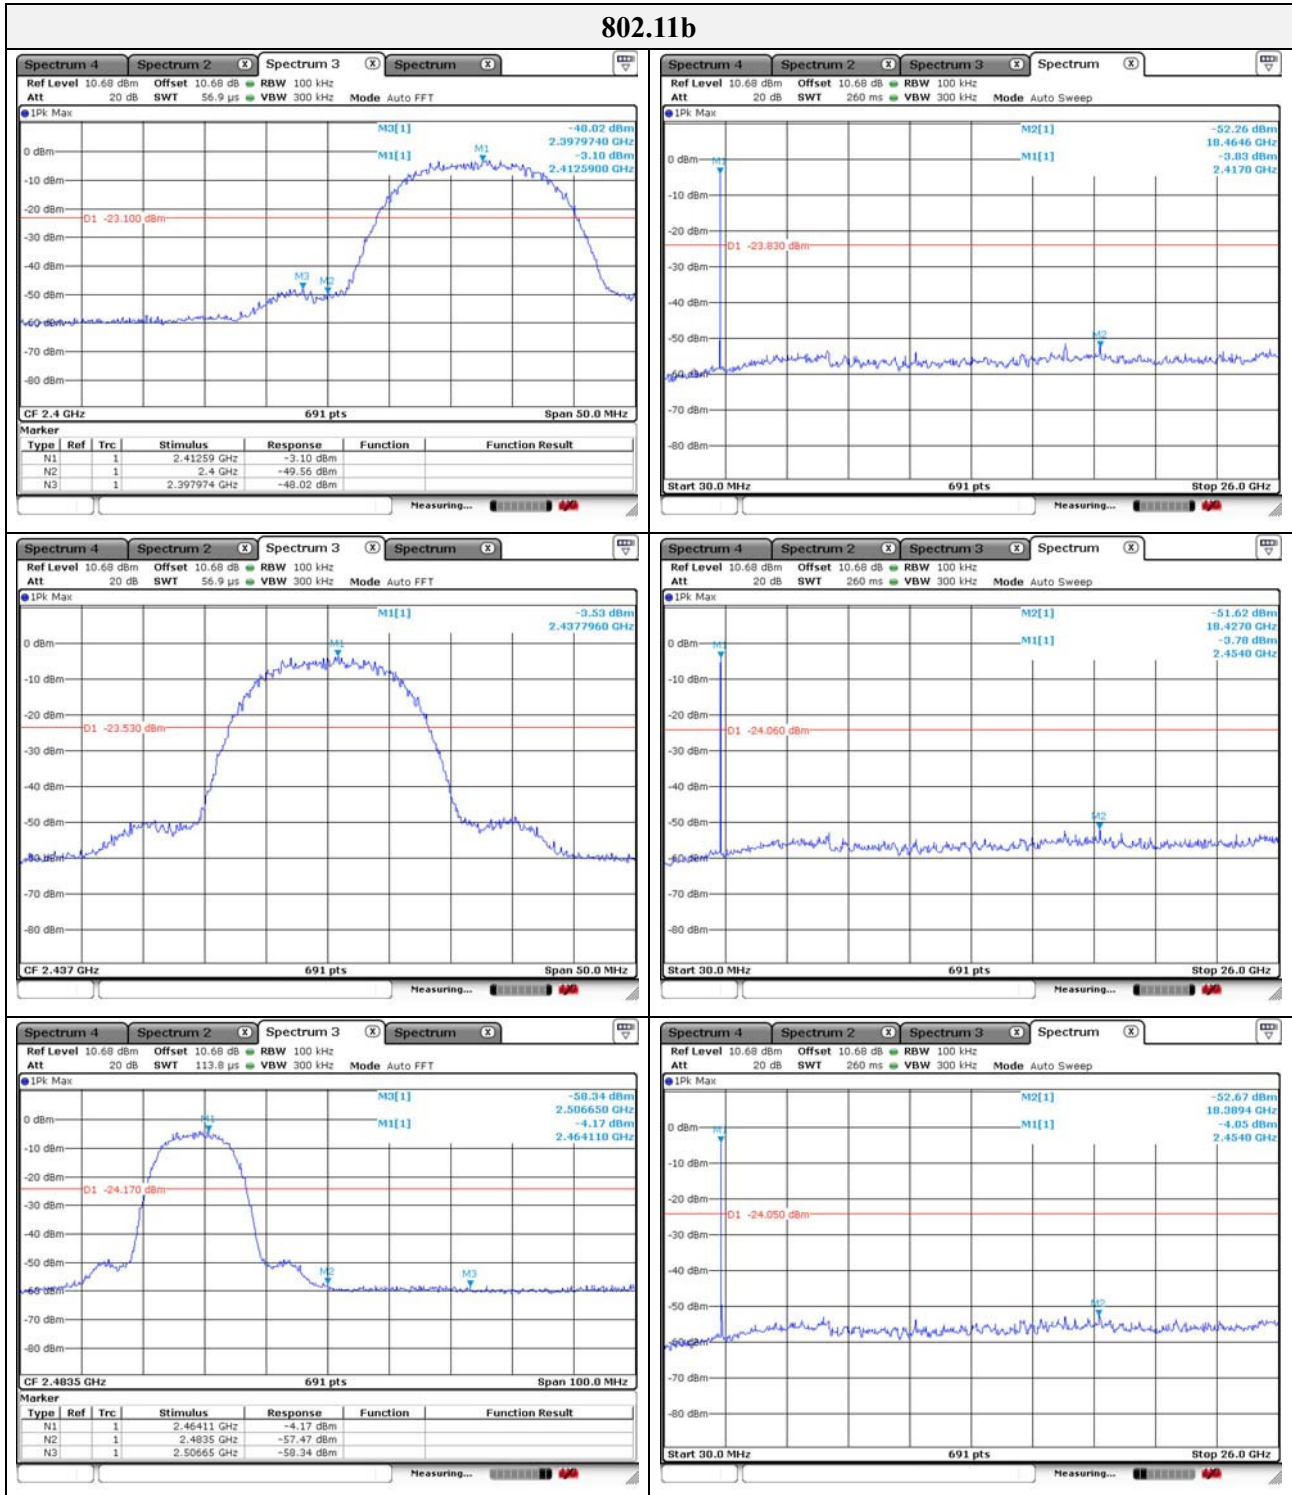 802.11b
Spectrum 4 Spectrum 2 X Spectrum 3 X Spectrum X
Ref Level 10.68 dBm Offset 10.68 dB RBW 100 kHz
Att 20 dB SWT 56.9 µs VBW 300 kHz Mode Auto FFT
1Pk Max
M3[1] -48.02 dBm
2.3979740 GHz
M1[1] -3.10 dBm
2.4125900 GHz
M1
0 dBm
-10 dBm
-20 dBm
D1 -23.100 dBm
-30 dBm
-40 dBm
M3 M2
-50 dBm
-60 dBm
-70 dBm
-80 dBm
CF 2.4 GHz 691 pts Span 50.0 MHz
Marker
Type Ref Trc Stimulus Response Function Function Result
N1 1 2.41259 GHz -3.10 dBm
N2 1 2.4 GHz -49.56 dBm
N3 1 2.397974 GHz -48.02 dBm
Measuring...
Spectrum 4 Spectrum 2 X Spectrum 3 X Spectrum X
Ref Level 10.68 dBm Offset 10.68 dB RBW 100 kHz
Att 20 dB SWT 260 ms VBW 300 kHz Mode Auto Sweep
1Pk Max
M2[1] -52.26 dBm
18.4646 GHz
M1[1] -3.83 dBm
2.4170 GHz
0 dBm M1
-10 dBm
-20 dBm
D1 -23.830 dBm
-30 dBm
-40 dBm
-50 dBm M2
-60 dBm
-70 dBm
-80 dBm
Start 30.0 MHz 691 pts Stop 26.0 GHz
Measuring...
Spectrum 4 Spectrum 2 X Spectrum 3 X Spectrum X
Ref Level 10.68 dBm Offset 10.68 dB RBW 100 kHz
Att 20 dB SWT 56.9 µs VBW 300 kHz Mode Auto FFT
1Pk Max
M1[1] -3.53 dBm
2.4377960 GHz
0 dBm M1
-10 dBm
-20 dBm
D1 -23.530 dBm
-30 dBm
-40 dBm
-50 dBm
-60 dBm
-70 dBm
-80 dBm
CF 2.437 GHz 691 pts Span 50.0 MHz
Measuring...
Spectrum 4 Spectrum 2 X Spectrum 3 X Spectrum X
Ref Level 10.68 dBm Offset 10.68 dB RBW 100 kHz
Att 20 dB SWT 260 ms VBW 300 kHz Mode Auto Sweep
1Pk Max
M2[1] -51.62 dBm
18.4270 GHz
M1[1] -3.78 dBm
2.4540 GHz
0 dBm M1
-10 dBm
-20 dBm
D1 -24.060 dBm
-30 dBm
-40 dBm
-50 dBm M2
-60 dBm
-70 dBm
-80 dBm
Start 30.0 MHz 691 pts Stop 26.0 GHz
Measuring...
Spectrum 4 Spectrum 2 X Spectrum 3 X Spectrum X
Ref Level 10.68 dBm Offset 10.68 dB RBW 100 kHz
Att 20 dB SWT 113.8 µs VBW 300 kHz Mode Auto FFT
1Pk Max
M3[1] -58.34 dBm
2.506650 GHz
M1[1] -4.17 dBm
2.464110 GHz
0 dBm M1
-10 dBm
-20 dBm
D1 -24.170 dBm
-30 dBm
-40 dBm
-50 dBm
M2 M3
-60 dBm
-70 dBm
-80 dBm
CF 2.4835 GHz 691 pts Span 100.0 MHz
Marker
Type Ref Trc Stimulus Response Function Function Result
N1 1 2.46411 GHz -4.17 dBm
N2 1 2.4835 GHz -57.47 dBm
N3 1 2.50665 GHz -58.34 dBm
Measuring...
Spectrum 4 Spectrum 2 X Spectrum 3 X Spectrum X
Ref Level 10.68 dBm Offset 10.68 dB RBW 100 kHz
Att 20 dB SWT 260 ms VBW 300 kHz Mode Auto Sweep
1Pk Max
M2[1] -52.67 dBm
18.3894 GHz
M1[1] -4.05 dBm
2.4540 GHz
0 dBm M1
-10 dBm
-20 dBm
D1 -24.050 dBm
-30 dBm
-40 dBm
-50 dBm M2
-60 dBm
-70 dBm
-80 dBm
Start 30.0 MHz 691 pts Stop 26.0 GHz
Measuring...